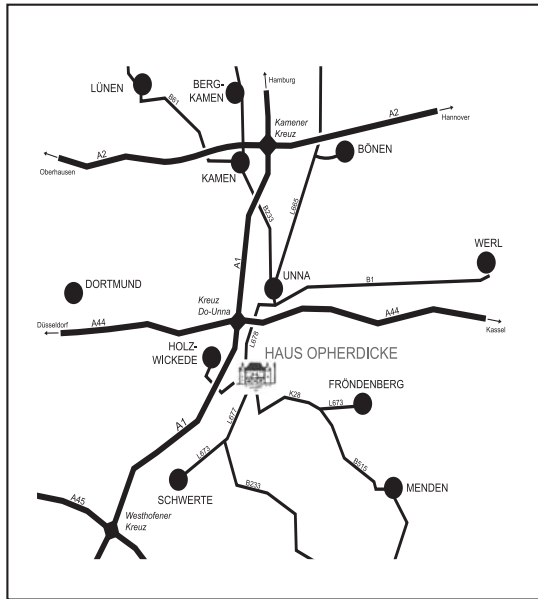 Hamburg
LÜNEN
BERG-
KAMEN
B61
Kamener
Kreuz
A2
Hannover
A2
BÖNEN
Oberhausen
KAMEN
B233
L665
A1
WERL
UNNA
B1
DORTMUND
Kreuz
Do-Unna
Düsseldorf
A44
A44
Kassel
L678
HOLZ-
WICKEDE
HAUS OPHERDICKE
FRÖNDENBERG
K28
L673
A1
L677
L673
B515
SCHWERTE
B233
MENDEN
A45
Westhofener
Kreuz